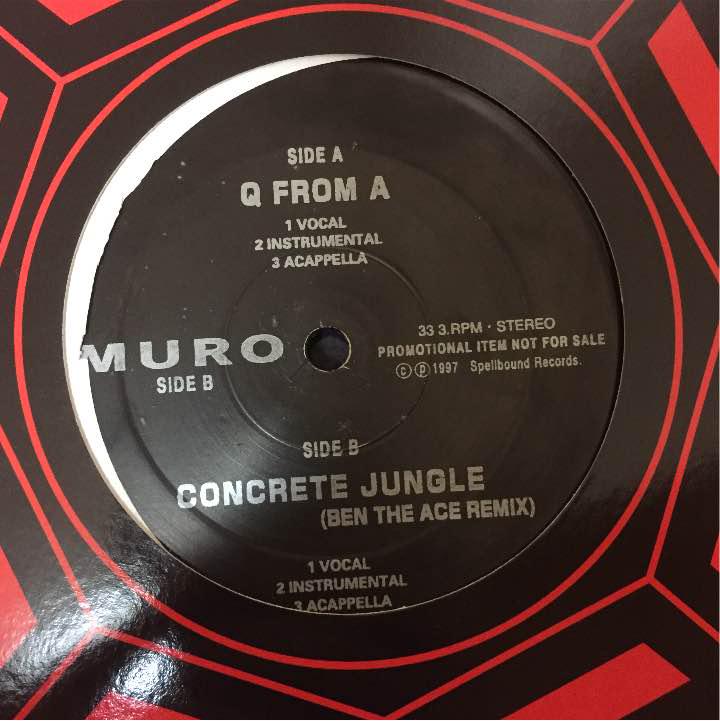 SIDE A
Q FROM A
1 VOCAL
2 INSTRUMENTAL
3 ACAPPELLA
MURO
SIDE B
33 3.RPM · STEREO
PROMOTIONAL ITEM NOT FOR SALE
© ℗ 1997 Spellbound Records.
SIDE B
CONCRETE JUNGLE
(BEN THE ACE REMIX)
1 VOCAL
2 INSTRUMENTAL
3 ACAPPELLA